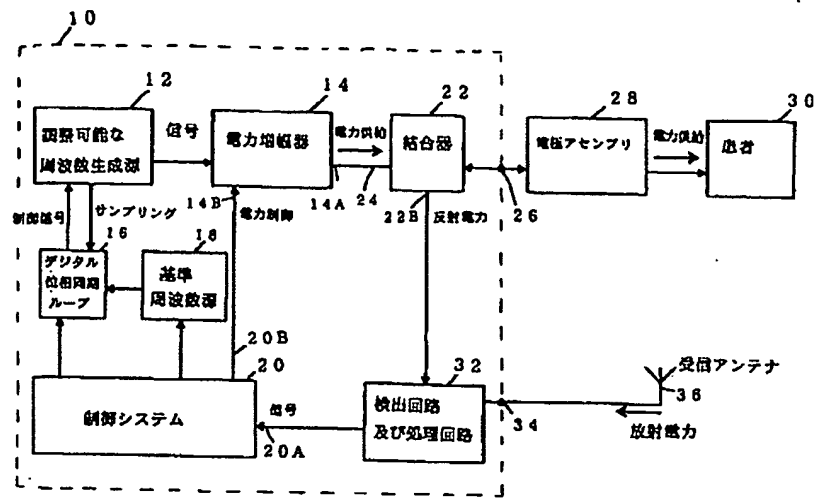 10
12
調整可能な
周波数生成源
信号
14
電力増幅器
電力供給
22
結合器
28
電圧アセンブリ
電力供給
30
患者
制御信号
サンプリング
14B
電力制御
14A
24
22B
反射電力
26
16
デジタル
位相同期
ループ
18
基準
周波数源
20B
20
制御システム
信号
20A
32
検出回路
及び処理回路
34
受信アンテナ
36
放射電力